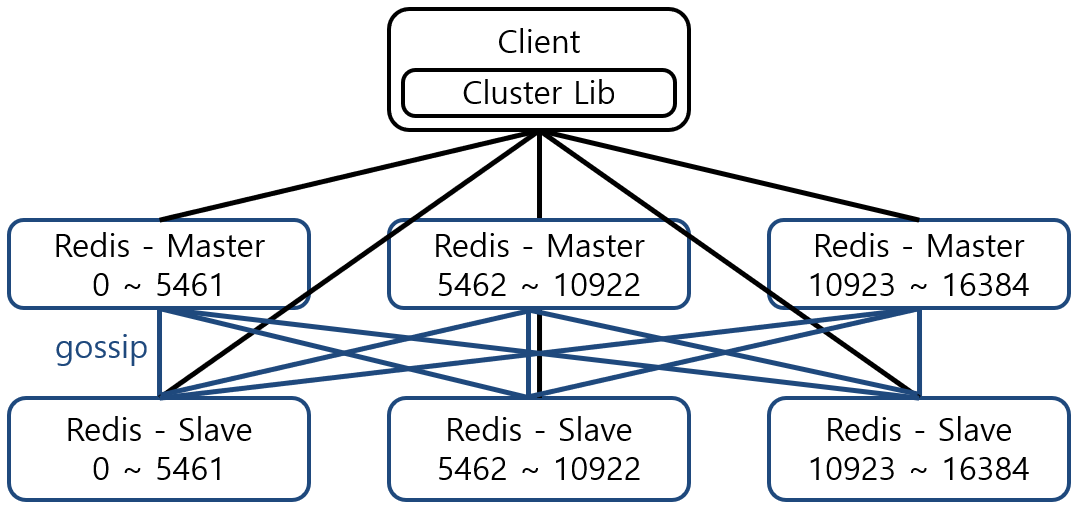 Client
Cluster Lib
Redis - Master
0 ~ 5461
Redis - Master
5462 ~ 10922
Redis - Master
10923 ~ 16384
gossip
Redis - Slave
0 ~ 5461
Redis - Slave
5462 ~ 10922
Redis - Slave
10923 ~ 16384